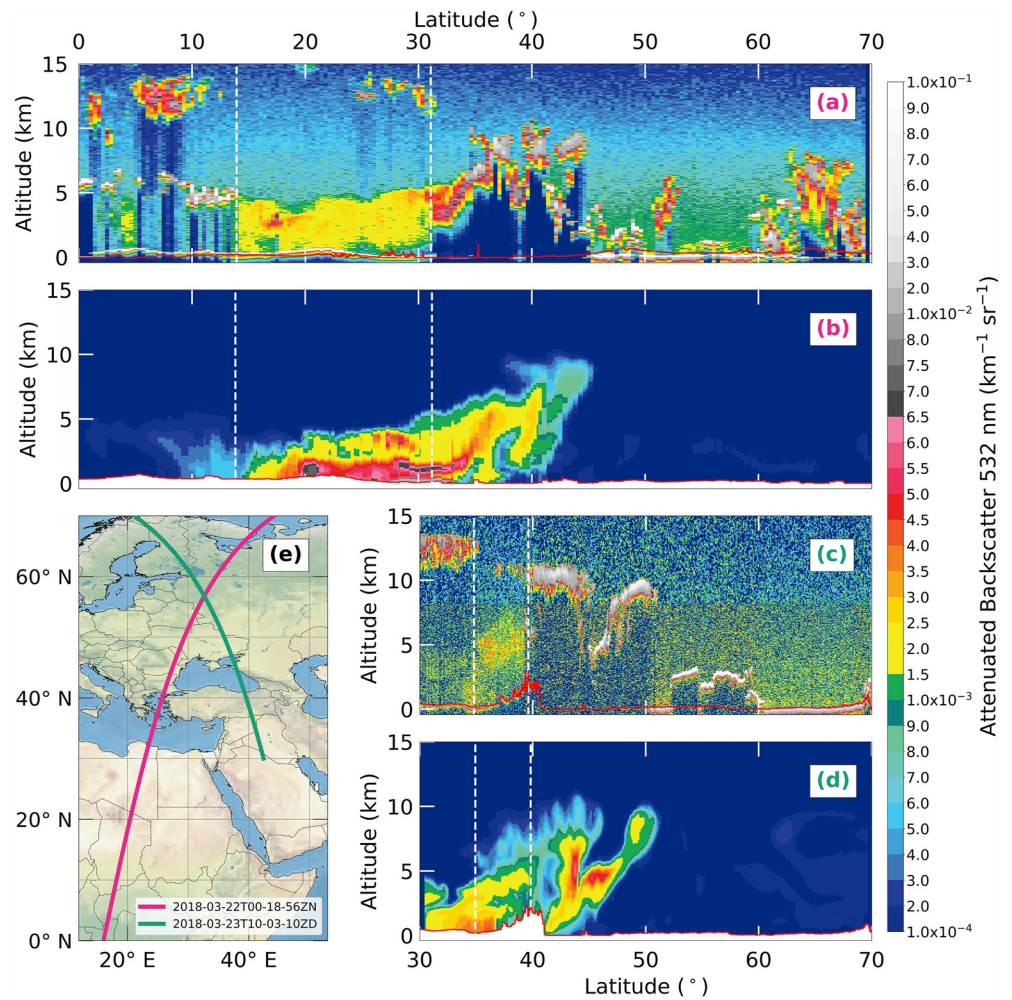 Latitude (°)
0 10 20 30 40 50 60 70
15
10
5
0
Altitude (km)
(a)
15
10
5
0
Altitude (km)
(b)
15
10
5
0
Altitude (km)
(c)
15
10
5
0
Altitude (km)
(d)
30 40 50 60 70
Latitude (°)
60° N
40° N
20° N
0° N
20° E 40° E
(e)
2018-03-22T00-18-56ZN
2018-03-23T10-03-10ZD
1.0x10⁻¹
9.0
8.0
7.0
6.0
5.0
4.0
3.0
2.0
1.0x10⁻²
9.0
8.0
7.5
7.0
6.5
6.0
5.5
5.0
4.5
4.0
3.5
3.0
2.5
2.0
1.5
1.0x10⁻³
9.0
8.0
7.0
6.0
5.0
4.0
3.0
2.0
1.0x10⁻⁴
Attenuated Backscatter 532 nm (km⁻¹ sr⁻¹)